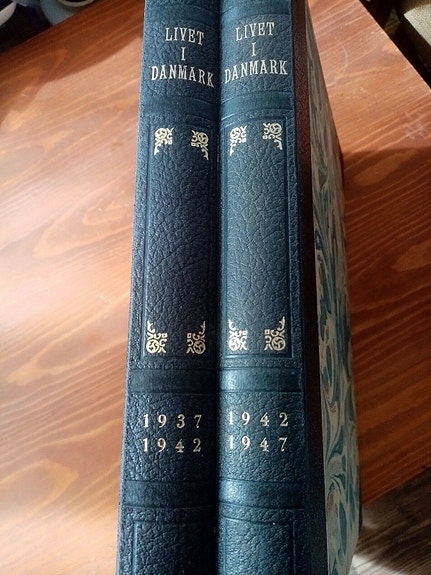 LIVET
I
DANMARK
1937
1942
LIVET
I
DANMARK
1942
1947